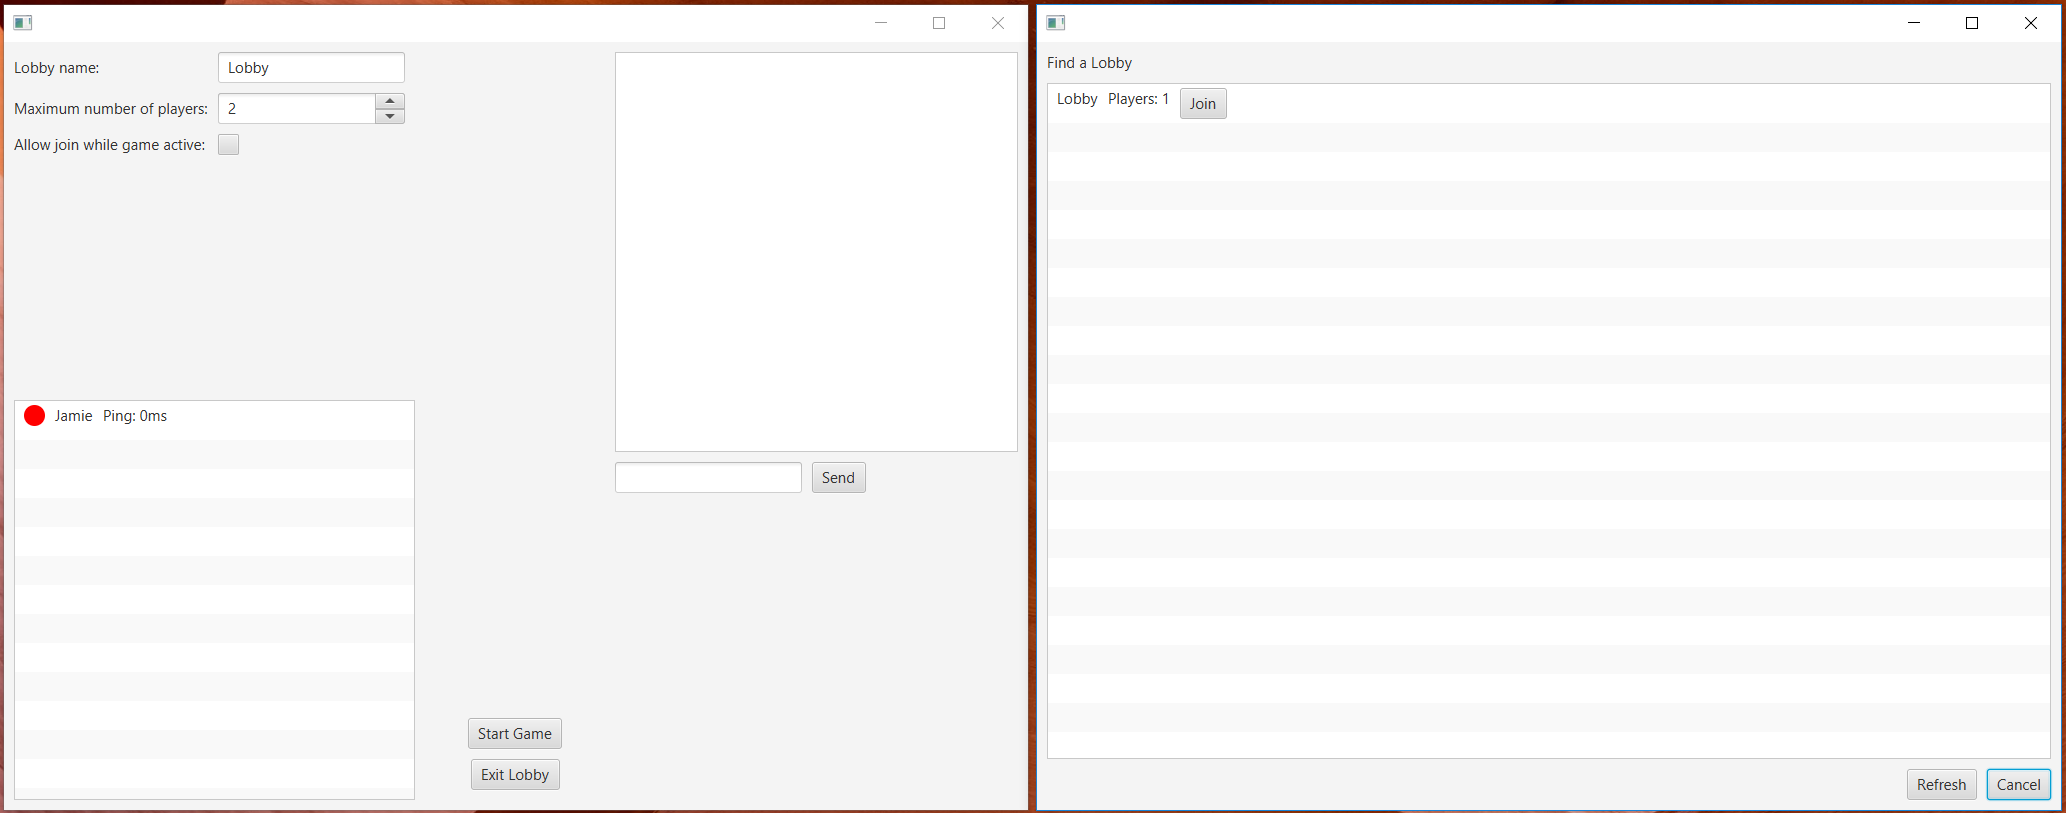 Lobby name: Lobby
Maximum number of players: 2
Allow join while game active:
Jamie Ping: 0ms
Send
Start Game
Exit Lobby
Find a Lobby
Lobby Players: 1 Join
Refresh Cancel